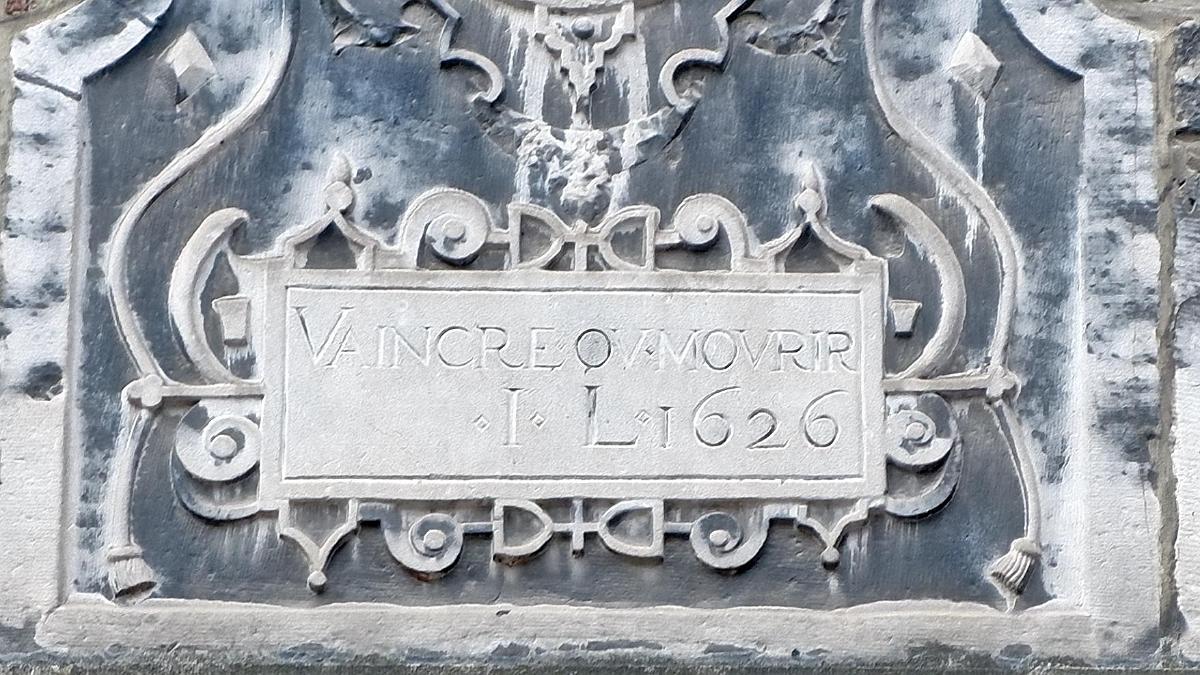 VAINCRE OV·MOVRIR
·I· L·1626